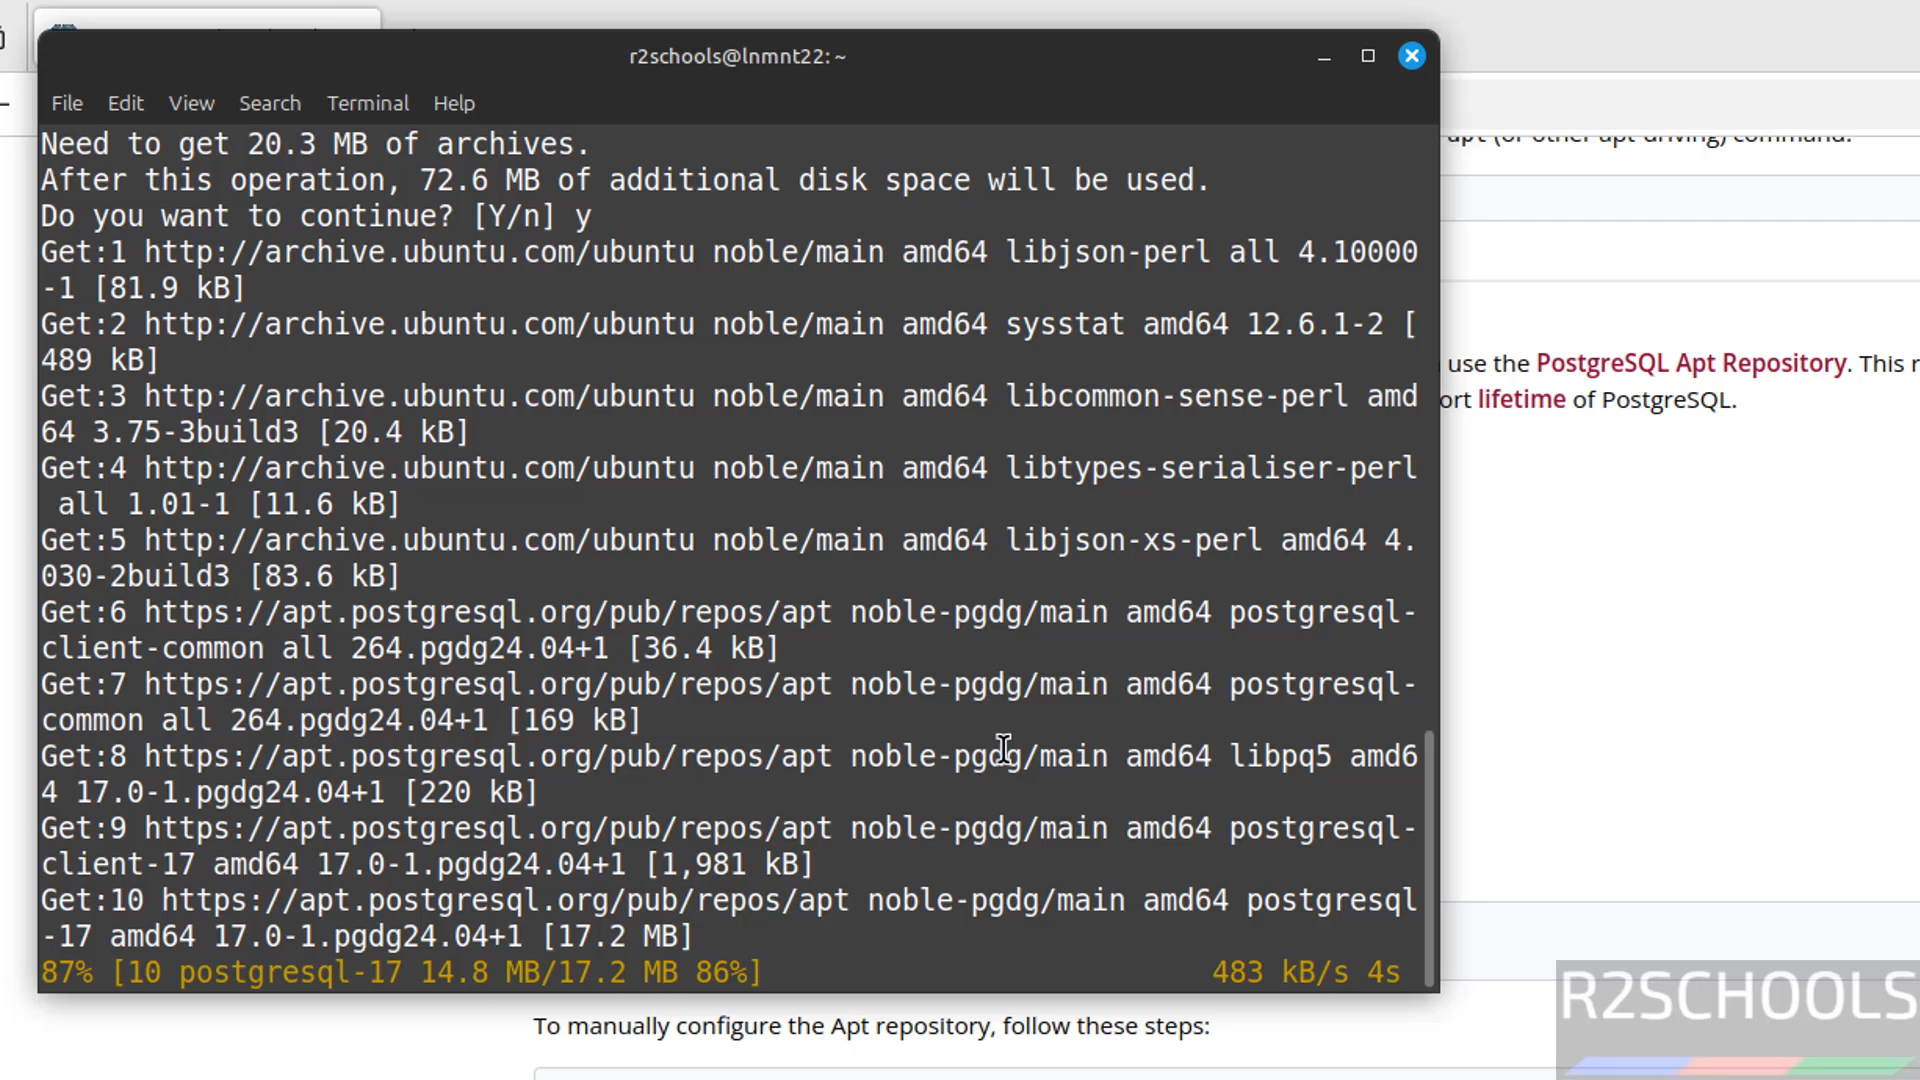 r2schools@lnmnt22: ~
File Edit View Search Terminal Help
Need to get 20.3 MB of archives.
After this operation, 72.6 MB of additional disk space will be used.
Do you want to continue? [Y/n] y
Get:1 http://archive.ubuntu.com/ubuntu noble/main amd64 libjson-perl all 4.10000
-1 [81.9 kB]
Get:2 http://archive.ubuntu.com/ubuntu noble/main amd64 sysstat amd64 12.6.1-2 [
489 kB]
Get:3 http://archive.ubuntu.com/ubuntu noble/main amd64 libcommon-sense-perl amd
64 3.75-3build3 [20.4 kB]
Get:4 http://archive.ubuntu.com/ubuntu noble/main amd64 libtypes-serialiser-perl
 all 1.01-1 [11.6 kB]
Get:5 http://archive.ubuntu.com/ubuntu noble/main amd64 libjson-xs-perl amd64 4.
030-2build3 [83.6 kB]
Get:6 https://apt.postgresql.org/pub/repos/apt noble-pgdg/main amd64 postgresql-
client-common all 264.pgdg24.04+1 [36.4 kB]
Get:7 https://apt.postgresql.org/pub/repos/apt noble-pgdg/main amd64 postgresql-
common all 264.pgdg24.04+1 [169 kB]
Get:8 https://apt.postgresql.org/pub/repos/apt noble-pgdg/main amd64 libpq5 amd6
4 17.0-1.pgdg24.04+1 [220 kB]
Get:9 https://apt.postgresql.org/pub/repos/apt noble-pgdg/main amd64 postgresql-
client-17 amd64 17.0-1.pgdg24.04+1 [1,981 kB]
Get:10 https://apt.postgresql.org/pub/repos/apt noble-pgdg/main amd64 postgresql
-17 amd64 17.0-1.pgdg24.04+1 [17.2 MB]
87% [10 postgresql-17 14.8 MB/17.2 MB 86%] 483 kB/s 4s
apt (or other apt-driving) command:
use the PostgreSQL Apt Repository. This r
ort lifetime of PostgreSQL.
To manually configure the Apt repository, follow these steps:
R2SCHOOLS